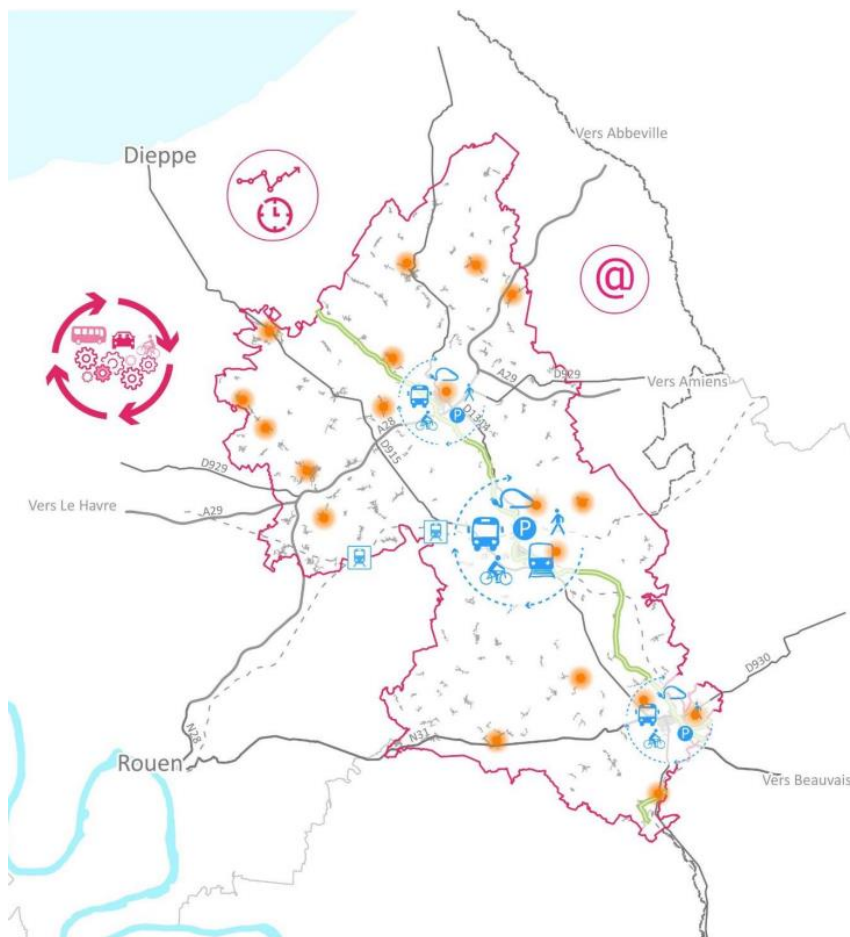 Vers Abbeville
Dieppe
@
D929
A29
Vers Amiens
D1314
P
A28
D915
D929
Vers Le Havre
A29
P
D930
N28
N31
P
Rouen
Vers Beauvais